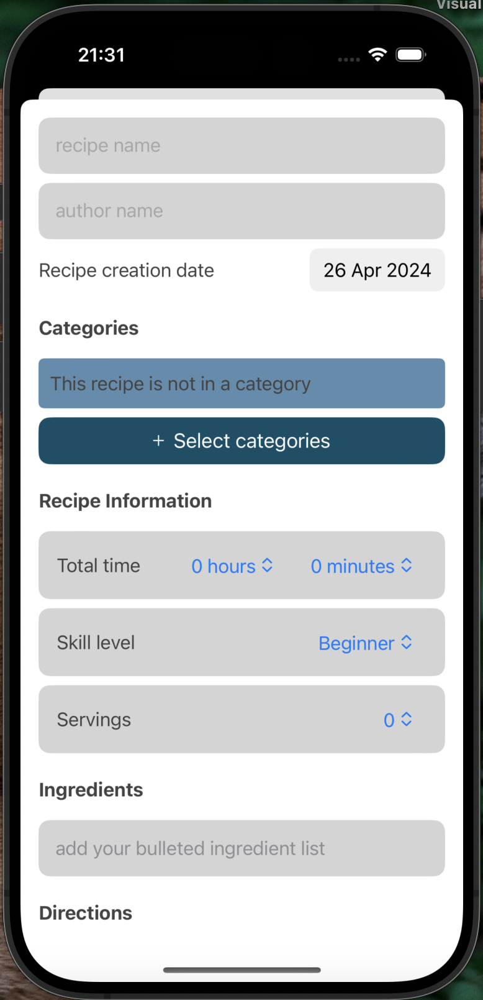 Visual
21:31
recipe name
author name
Recipe creation date 26 Apr 2024
Categories
This recipe is not in a category
+ Select categories
Recipe Information
Total time 0 hours 0 minutes
Skill level Beginner
Servings 0
Ingredients
add your bulleted ingredient list
Directions